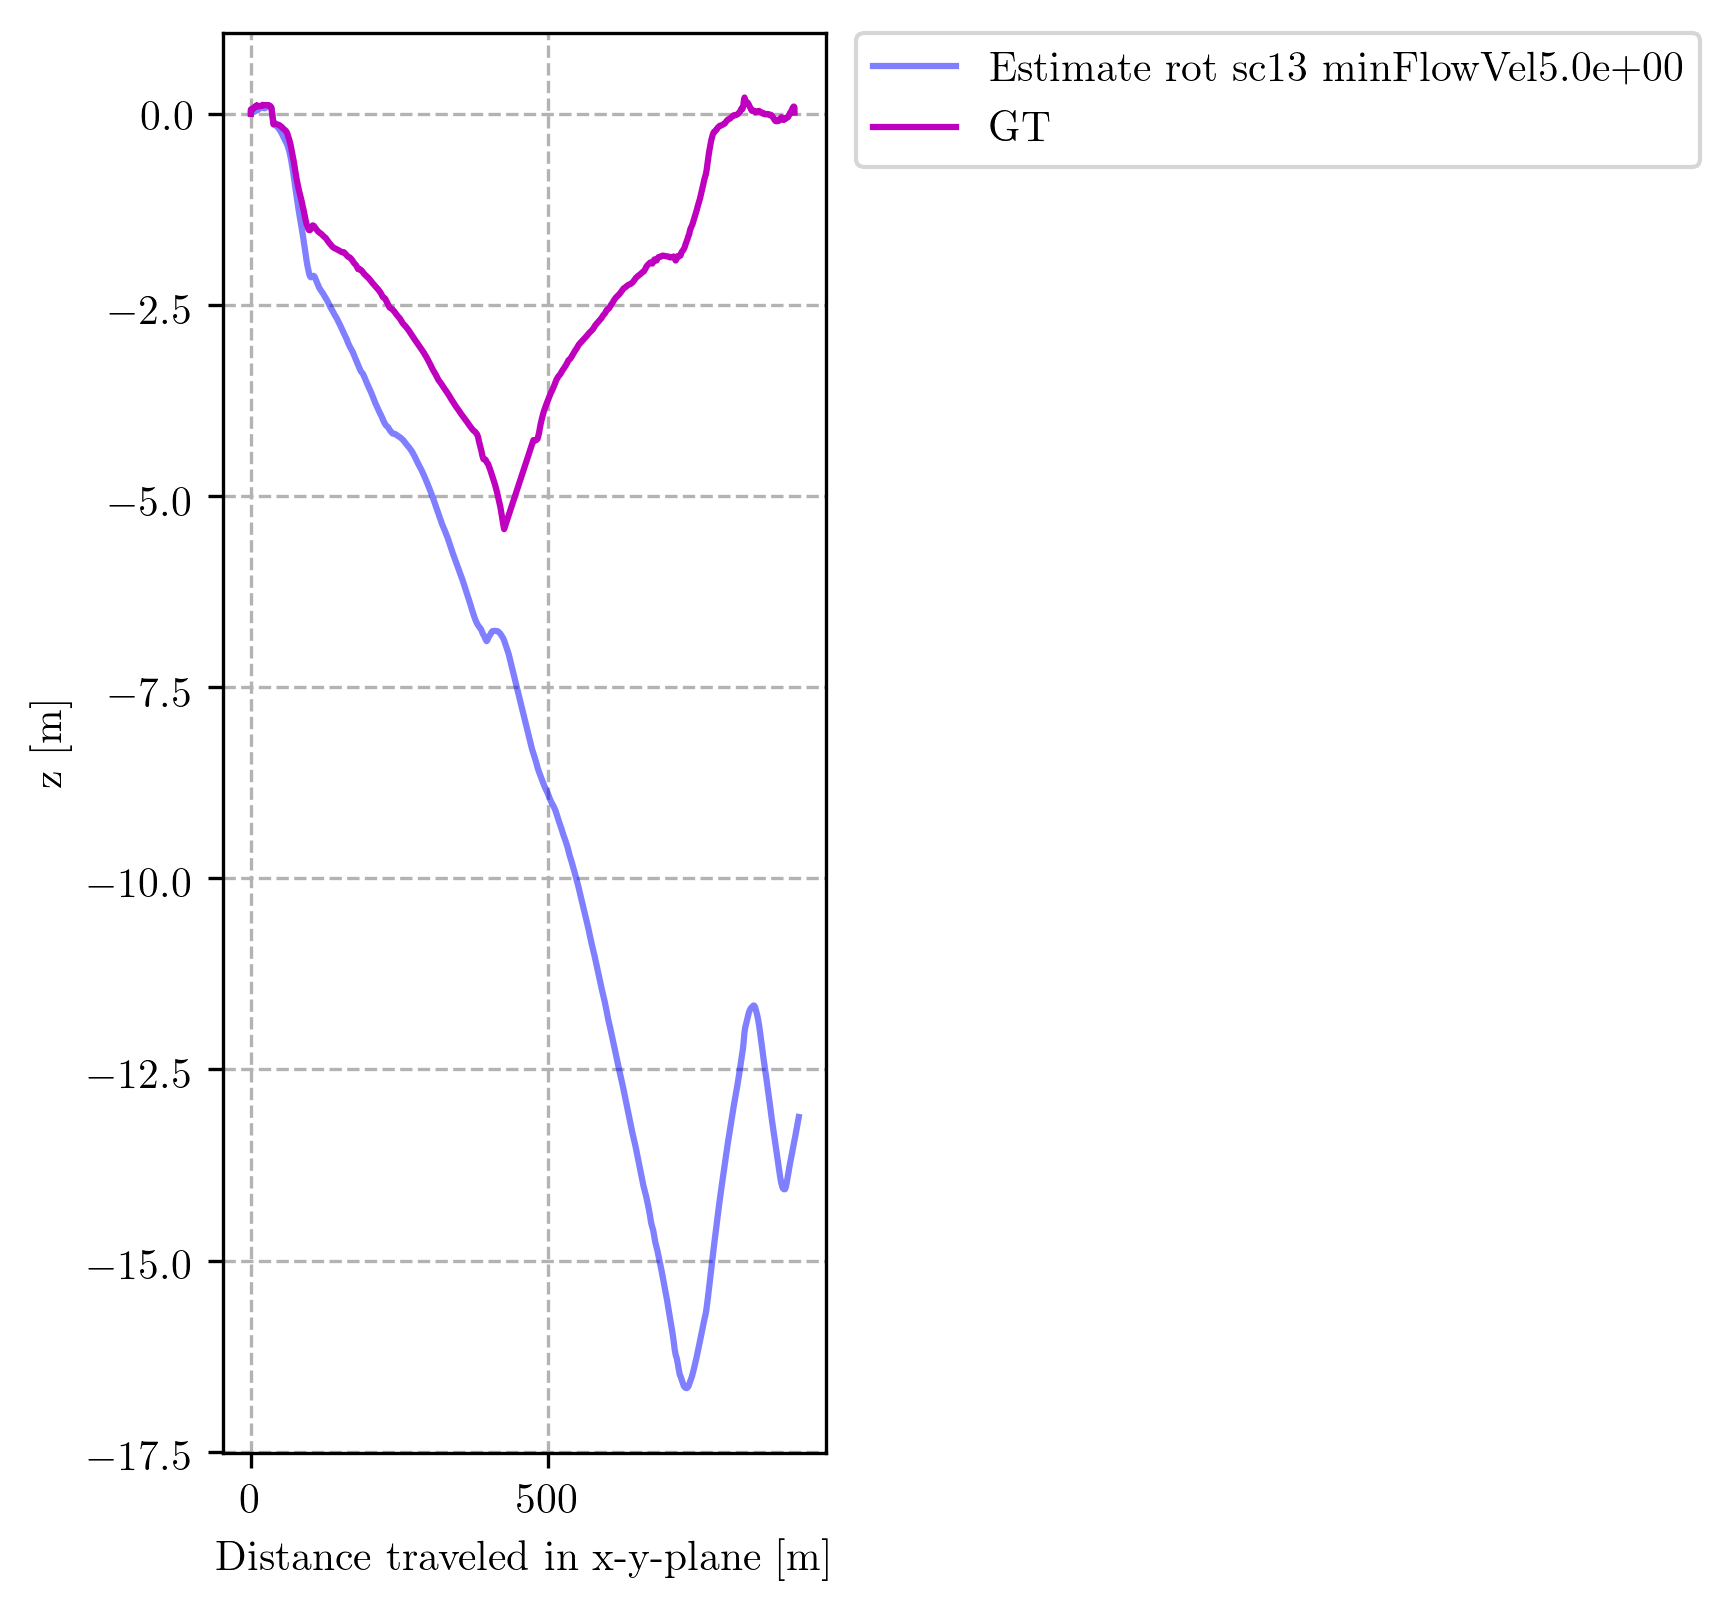 Estimate rot sc13 minFlowVel5.0e+00
GT
0.0
−2.5
−5.0
−7.5
−10.0
−12.5
−15.0
−17.5
z [m]
0
500
Distance traveled in x-y-plane [m]